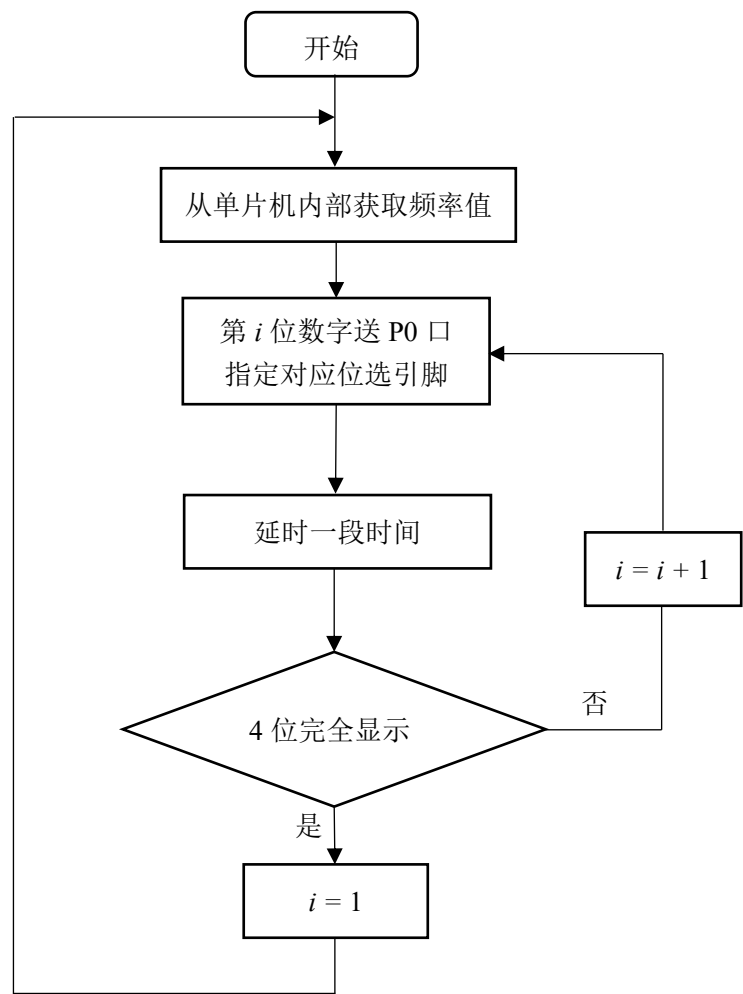 开始
从单片机内部获取频率值
第 i 位数字送 P0 口
指定对应位选引脚
延时一段时间
i = i + 1
4 位完全显示
否
是
i = 1